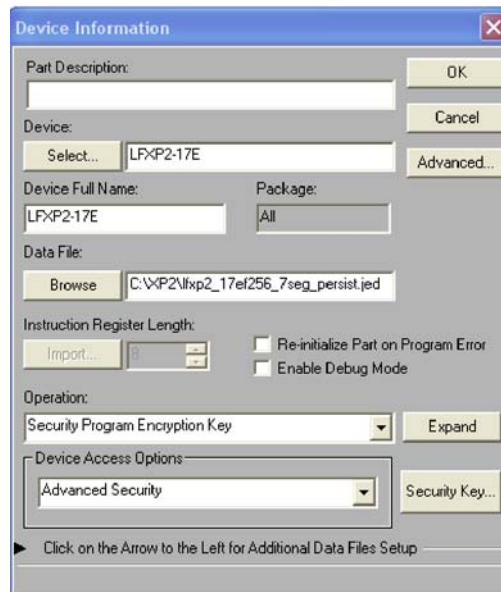 Device Information
Part Description:
OK
Device:
Cancel
Select... LFXP2-17E
Advanced...
Device Full Name: Package:
LFXP2-17E All
Data File:
Browse C:\XP2\lfxp2_17ef256_7seg_persist.jed
Instruction Register Length:
Import... 8
Re-initialize Part on Program Error
Enable Debug Mode
Operation:
Security Program Encryption Key Expand
Device Access Options
Advanced Security Security Key...
Click on the Arrow to the Left for Additional Data Files Setup